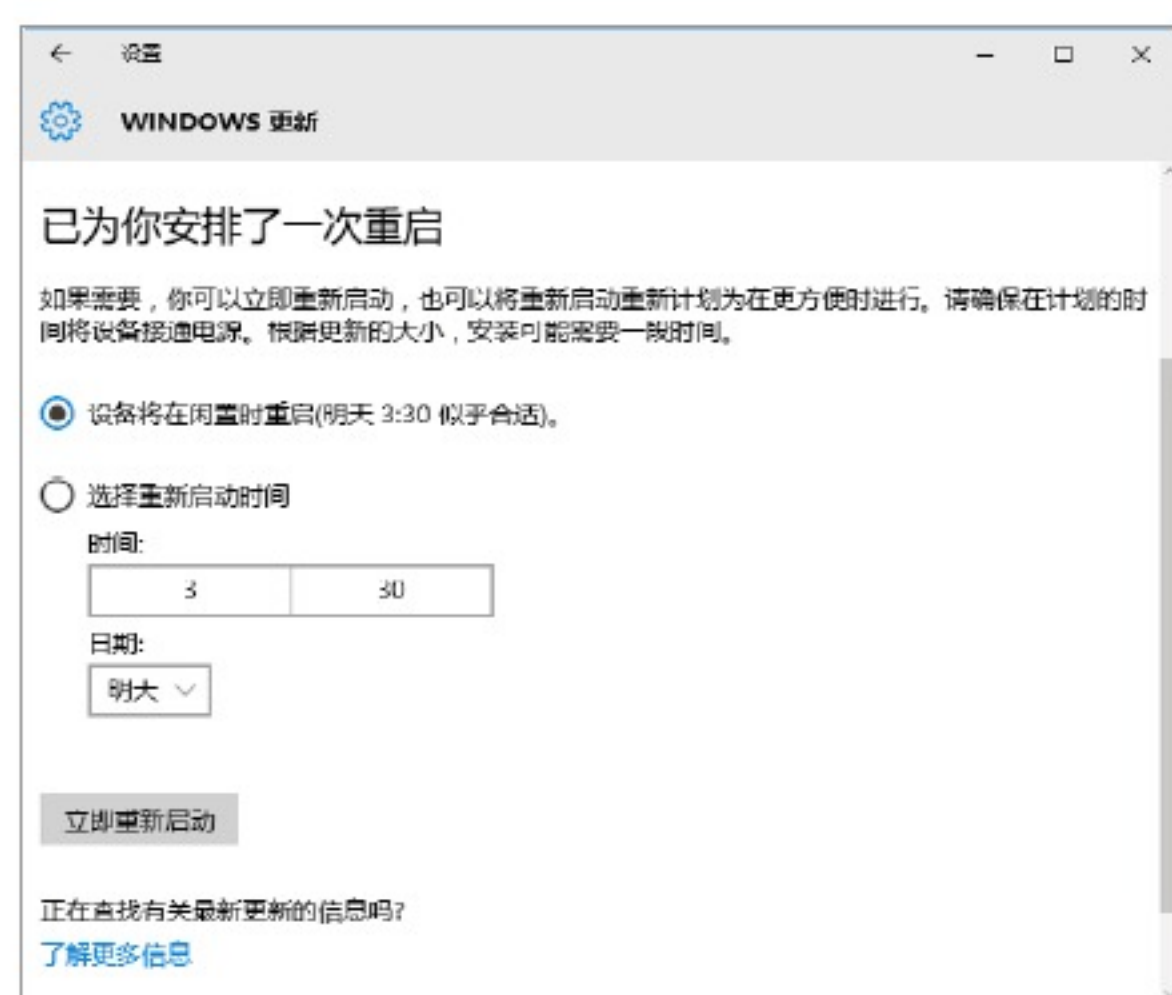 设置
WINDOWS 更新
已为你安排了一次重启
如果需要，你可以立即重新启动，也可以将重新启动重新计划为在更方便时进行。请确保在计划的时
间将设备接通电源。根据更新的大小，安装可能需要一段时间。
设备将在闲置时重启(明天 3:30 似乎合适)。
选择重新启动时间
时间:
3 30
日期:
明天
立即重新启动
正在查找有关最新更新的信息吗?
了解更多信息